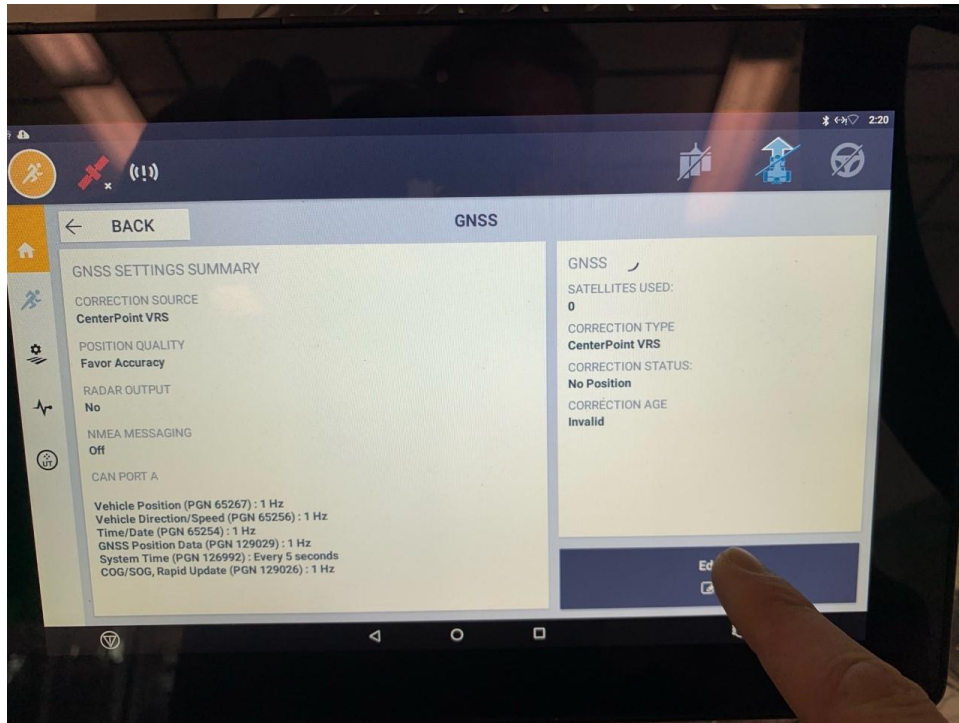 2:20
BACK
GNSS
GNSS SETTINGS SUMMARY
CORRECTION SOURCE
CenterPoint VRS
POSITION QUALITY
Favor Accuracy
RADAR OUTPUT
No
NMEA MESSAGING
Off
CAN PORT A
Vehicle Position (PGN 65267) : 1 Hz
Vehicle Direction/Speed (PGN 65256) : 1 Hz
Time/Date (PGN 65254) : 1 Hz
GNSS Position Data (PGN 129029) : 1 Hz
System Time (PGN 126992) : Every 5 seconds
COG/SOG, Rapid Update (PGN 129026) : 1 Hz
GNSS
SATELLITES USED:
0
CORRECTION TYPE
CenterPoint VRS
CORRECTION STATUS:
No Position
CORRECTION AGE
Invalid
UT